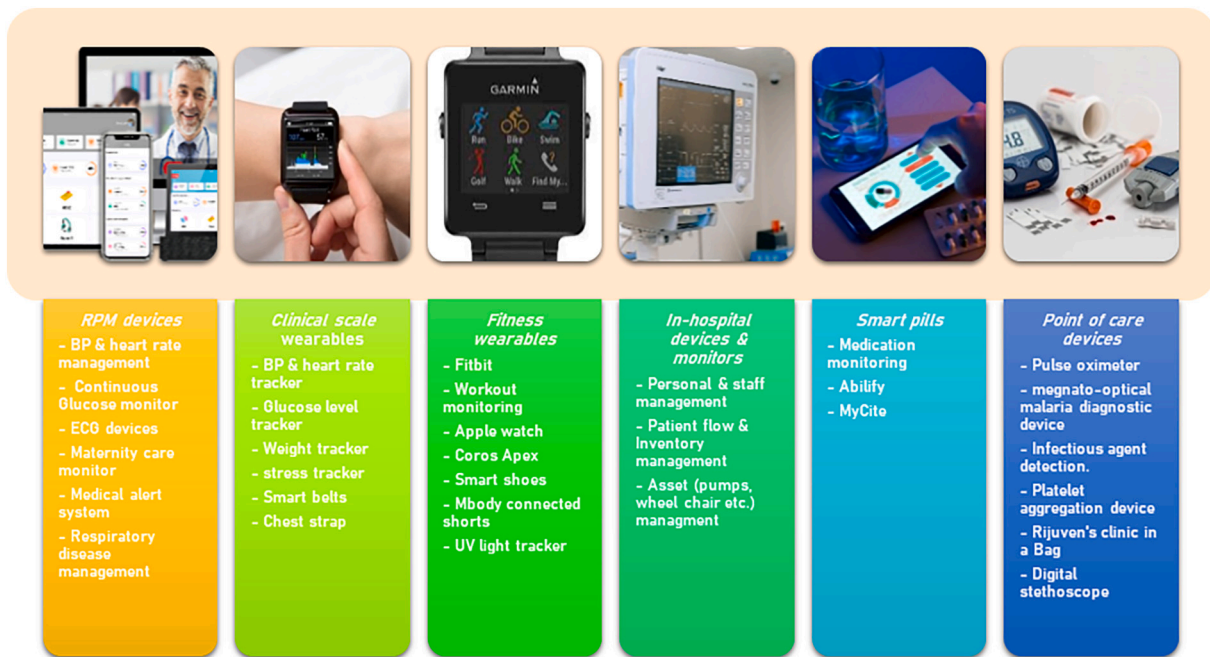 GARMIN
Run Bike Swim
Golf Walk Find My...
RPM devices
- BP & heart rate
management
- Continuous
Glucose monitor
- ECG devices
- Maternity care
monitor
- Medical alert
system
- Respiratory
disease
management
Clinical scale
wearables
- BP & heart rate
tracker
- Glucose level
tracker
- Weight tracker
- stress tracker
- Smart belts
- Chest strap
Fitness
wearables
- Fitbit
- Workout
monitoring
- Apple watch
- Coros Apex
- Smart shoes
- Mbody connected
shorts
- UV light tracker
In-hospital
devices &
monitors
- Personal & staff
management
- Patient flow &
Inventory
management
- Asset (pumps,
wheel chair etc.)
managment
Smart pills
- Medication
monitoring
- Abilify
- MyCite
Point of care
devices
- Pulse oximeter
- megnato-optical
malaria diagnostic
device
- Infectious agent
detection.
- Platelet
aggregation device
- Rijuven's clinic in
a Bag
- Digital
stethoscope